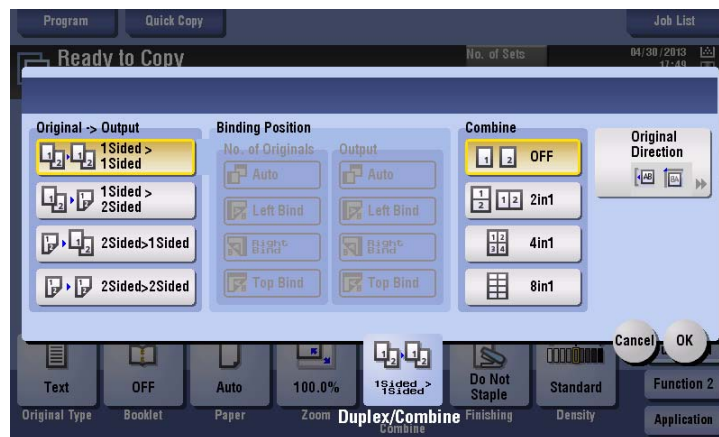 Program
Quick Copy
Job List
Ready to Copy
No. of Sets
04/30/2013
17:49
Original -> Output
1Sided >
1Sided
1Sided >
2Sided
2Sided>1Sided
2Sided>2Sided
Binding Position
No. of Originals
Output
Auto
Auto
Left Bind
Left Bind
Right
Bind
Right
Bind
Top Bind
Top Bind
Combine
OFF
2in1
4in1
8in1
Original
Direction
Cancel
OK
Text
OFF
Auto
100.0%
1Sided >
1Sided
Do Not
Staple
Standard
Function 2
Original Type
Booklet
Paper
Zoom
Duplex/Combine
Combine
Finishing
Density
Application